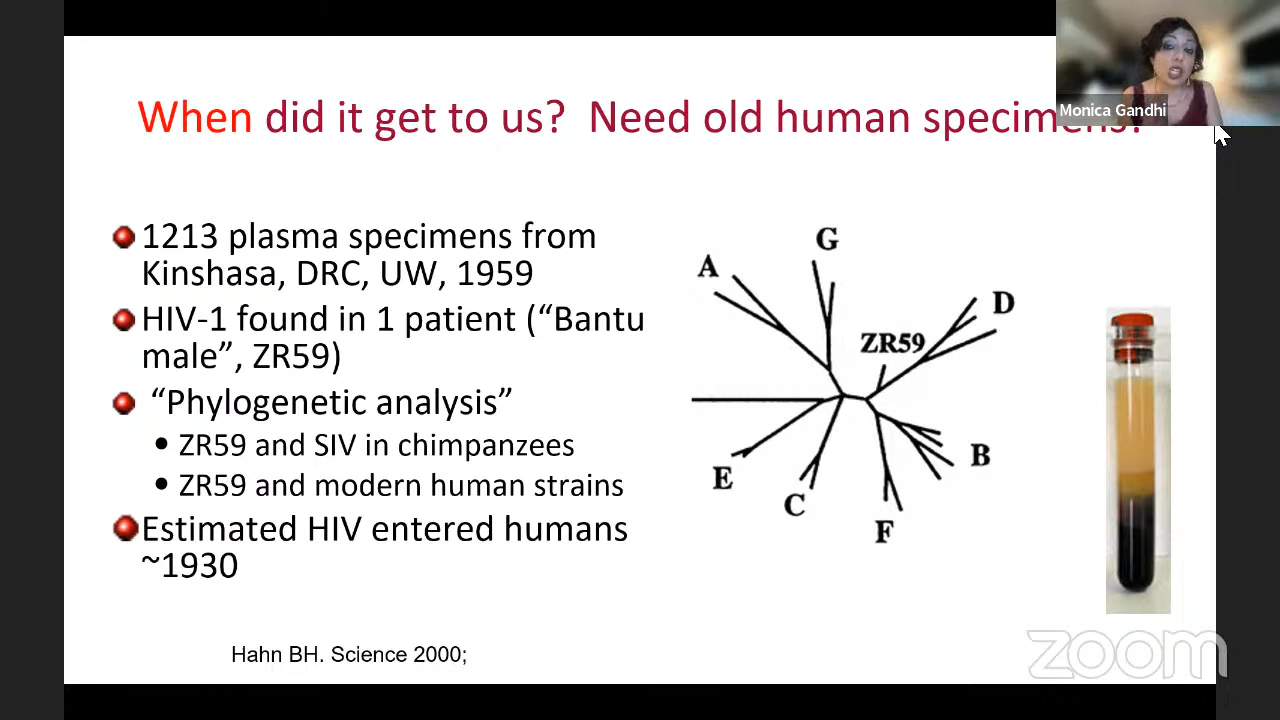 When did it get to us? Need old human specimens!
Monica Gandhi
1213 plasma specimens from
Kinshasa, DRC, UW, 1959
HIV-1 found in 1 patient (“Bantu
male”, ZR59)
“Phylogenetic analysis”
ZR59 and SIV in chimpanzees
ZR59 and modern human strains
Estimated HIV entered humans
~1930
A
G
D
ZR59
E
C
F
B
Hahn BH. Science 2000;
zoom